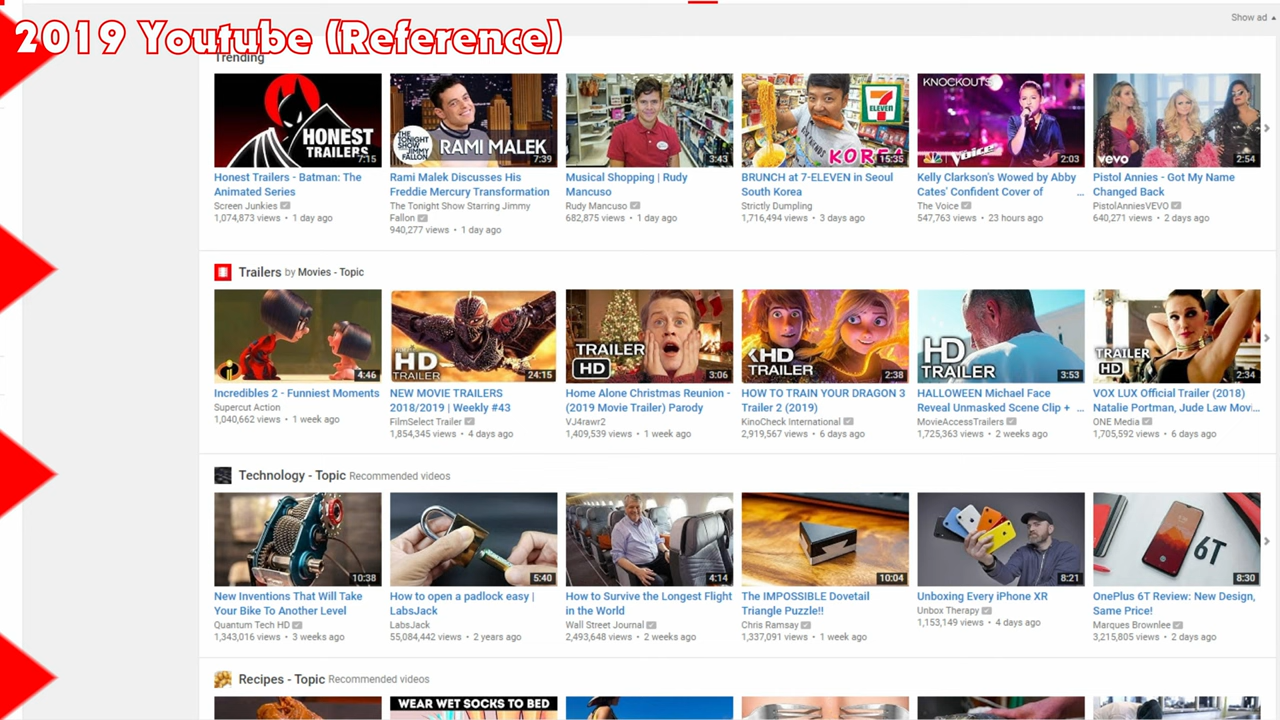 Show ad
2019 Youtube (Reference)
Trending
HONEST
TRAILERS
7:15
THE
TONIGHT
SHOW
STARRING
JIMMY
FALLON
RAMI MALEK
7:39
3:43
7
ELEVEN
KOREA
15:35
KNOCKOUTS
the Voice
2:03
vevo
2:54
Honest Trailers - Batman: The
Animated Series
Screen Junkies
1,074,873 views • 1 day ago
Rami Malek Discusses His
Freddie Mercury Transformation
The Tonight Show Starring Jimmy
Fallon
940,277 views • 1 day ago
Musical Shopping | Rudy
Mancuso
Rudy Mancuso
682,875 views • 1 day ago
BRUNCH at 7-ELEVEN in Seoul
South Korea
Strictly Dumpling
1,716,494 views • 3 days ago
Kelly Clarkson's Wowed by Abby
Cates' Confident Cover of ...
The Voice
547,763 views • 23 hours ago
Pistol Annies - Got My Name
Changed Back
PistolAnniesVEVO
640,271 views • 2 days ago
Trailers by Movies - Topic
4:46
HD
TRAILER
24:15
TRAILER
HD
3:06
HD
TRAILER
2:38
HD
TRAILER
3:53
TRAILER
HD
2:34
Incredibles 2 - Funniest Moments
Supercut Action
1,040,662 views • 1 week ago
NEW MOVIE TRAILERS
2018/2019 | Weekly #43
FilmSelect Trailer
1,854,345 views • 4 days ago
Home Alone Christmas Reunion -
(2019 Movie Trailer) Parody
VJ4rawr2
1,409,539 views • 1 week ago
HOW TO TRAIN YOUR DRAGON 3
Trailer 2 (2019)
KinoCheck International
2,919,567 views • 6 days ago
HALLOWEEN Michael Face
Reveal Unmasked Scene Clip + ...
MovieAccessTrailers
1,725,363 views • 2 weeks ago
VOX LUX Official Trailer (2018)
Natalie Portman, Jude Law Movi...
ONE Media
1,705,592 views • 6 days ago
Technology - Topic Recommended videos
10:38
5:40
4:14
10:04
8:21
6T
8:30
New Inventions That Will Take
Your Bike To Another Level
Quantum Tech HD
1,343,016 views • 3 weeks ago
How to open a padlock easy |
LabsJack
LabsJack
55,084,442 views • 2 years ago
How to Survive the Longest Flight
in the World
Wall Street Journal
2,493,648 views • 2 weeks ago
The IMPOSSIBLE Dovetail
Triangle Puzzle!!
Chris Ramsay
1,337,091 views • 1 week ago
Unboxing Every iPhone XR
Unbox Therapy
1,153,149 views • 4 days ago
OnePlus 6T Review: New Design,
Same Price!
Marques Brownlee
3,215,805 views • 2 days ago
Recipes - Topic Recommended videos
WEAR WET SOCKS TO BED